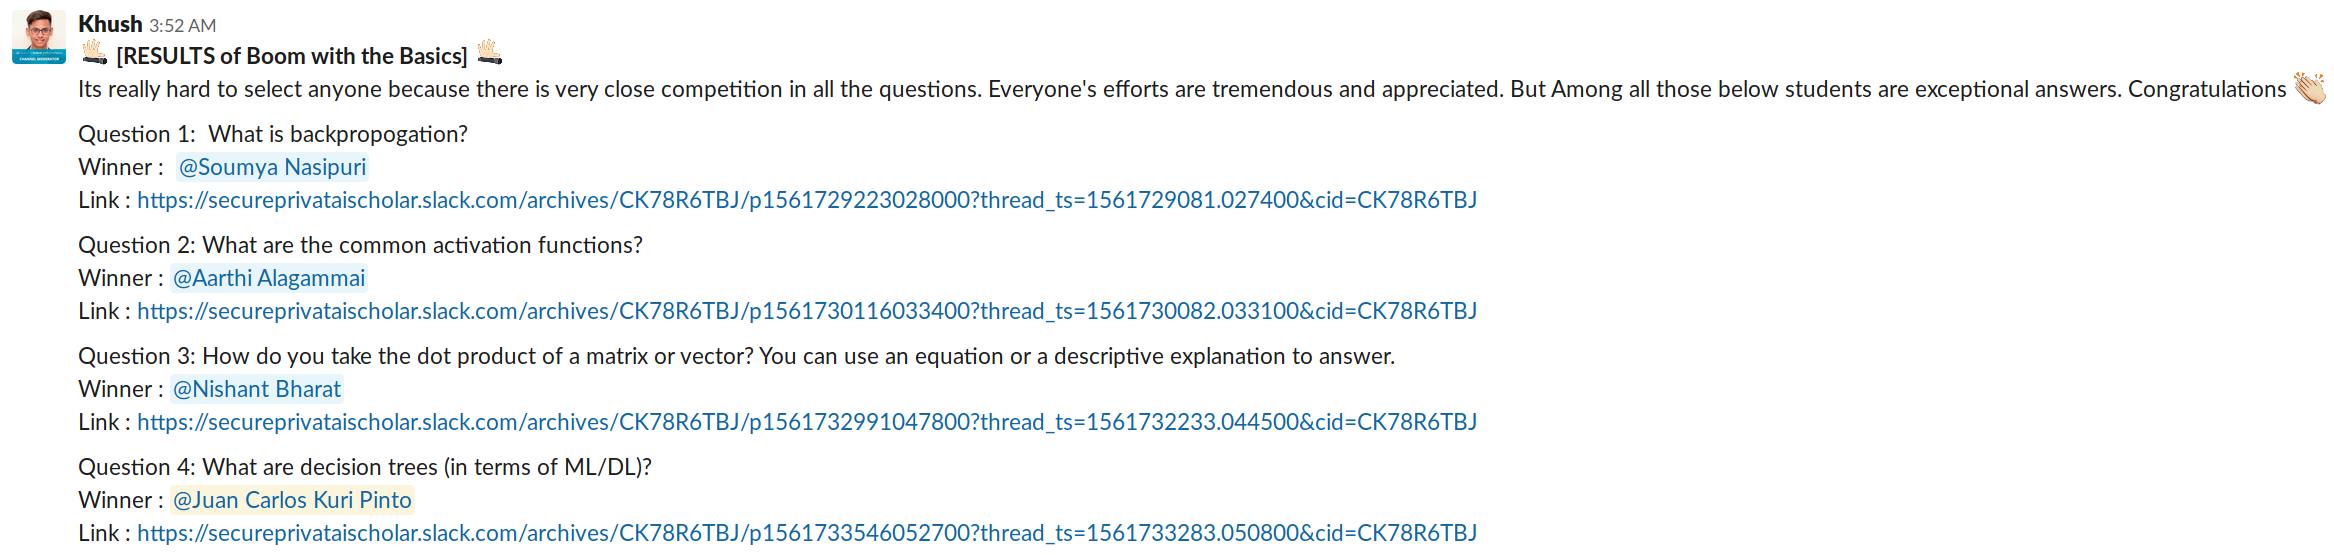 Khush 3:52 AM
[RESULTS of Boom with the Basics]
Its really hard to select anyone because there is very close competition in all the questions. Everyone's efforts are tremendous and appreciated. But Among all those below students are exceptional answers. Congratulations
Question 1:  What is backpropogation?
Winner :  @Soumya Nasipuri
Link : https://secureprivataischolar.slack.com/archives/CK78R6TBJ/p1561729223028000?thread_ts=1561729081.027400&cid=CK78R6TBJ
Question 2: What are the common activation functions?
Winner : @Aarthi Alagammai
Link : https://secureprivataischolar.slack.com/archives/CK78R6TBJ/p1561730116033400?thread_ts=1561730082.033100&cid=CK78R6TBJ
Question 3: How do you take the dot product of a matrix or vector? You can use an equation or a descriptive explanation to answer.
Winner : @Nishant Bharat
Link : https://secureprivataischolar.slack.com/archives/CK78R6TBJ/p1561732991047800?thread_ts=1561732233.044500&cid=CK78R6TBJ
Question 4: What are decision trees (in terms of ML/DL)?
Winner : @Juan Carlos Kuri Pinto
Link : https://secureprivataischolar.slack.com/archives/CK78R6TBJ/p1561733546052700?thread_ts=1561733283.050800&cid=CK78R6TBJ